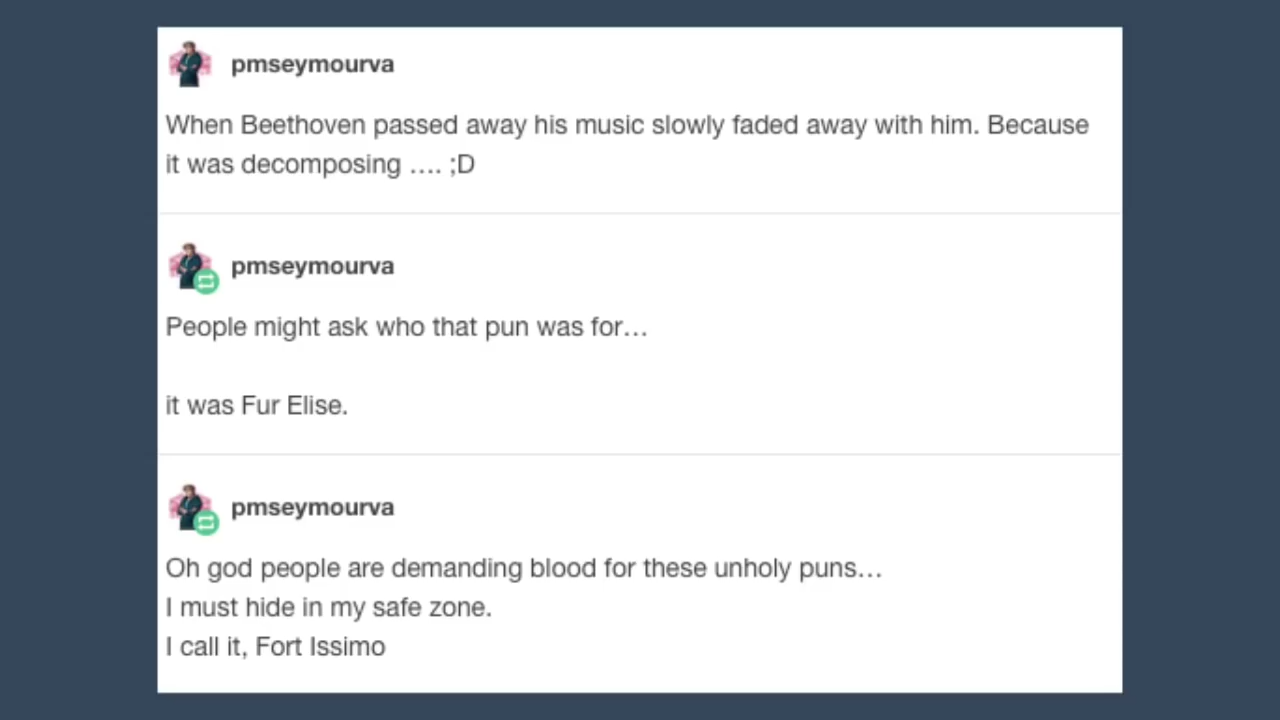 pmseymourva
When Beethoven passed away his music slowly faded away with him. Because
it was decomposing .... ;D
pmseymourva
People might ask who that pun was for...
it was Fur Elise.
pmseymourva
Oh god people are demanding blood for these unholy puns...
I must hide in my safe zone.
I call it, Fort Issimo